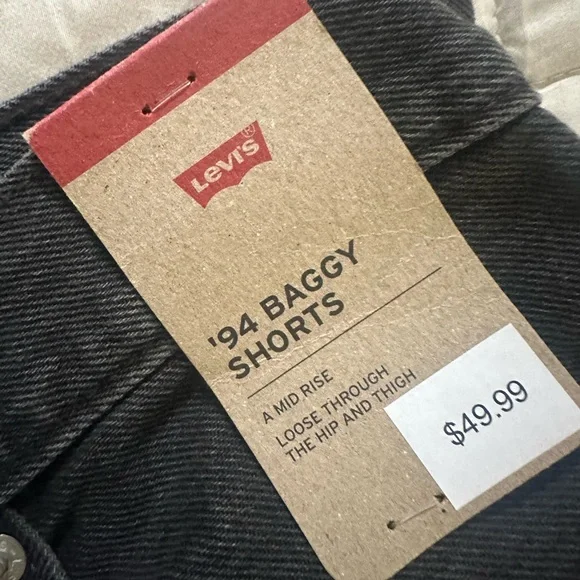 Levi's®
'94 BAGGY
SHORTS
A MID RISE
LOOSE THROUGH
THE HIP AND THIGH
$49.99